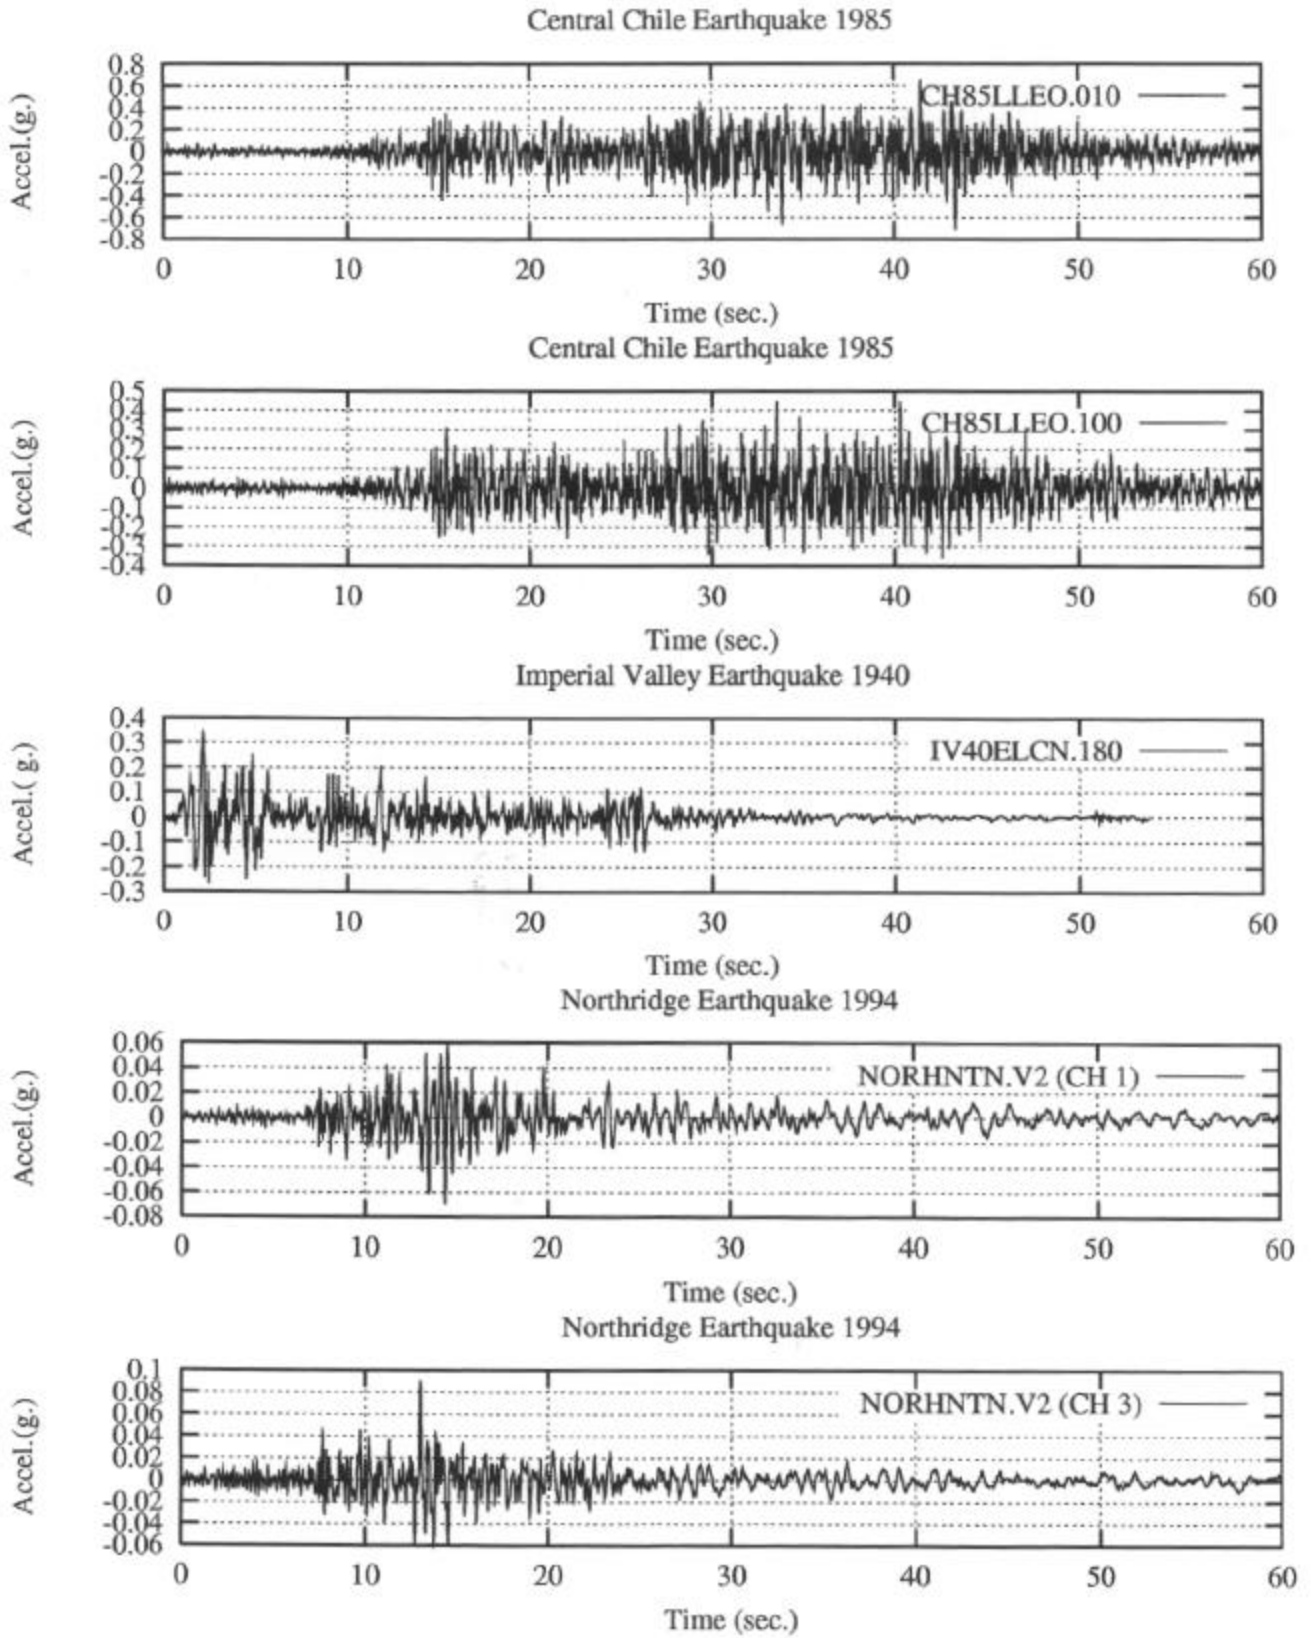 Central Chile Earthquake 1985
Accel.(g.)
0.8
0.6
0.4
0.2
0
-0.2
-0.4
-0.6
-0.8
CH85LLEO.010
0 10 20 30 40 50 60
Time (sec.)
Central Chile Earthquake 1985
Accel.(g.)
0.5
0.4
0.3
0.2
0.1
0
-0.1
-0.2
-0.3
-0.4
CH85LLEO.100
0 10 20 30 40 50 60
Time (sec.)
Imperial Valley Earthquake 1940
Accel.( g.)
0.4
0.3
0.2
0.1
0
-0.1
-0.2
-0.3
IV40ELCN.180
0 10 20 30 40 50 60
Time (sec.)
Northridge Earthquake 1994
Accel.(g.)
0.06
0.04
0.02
0
-0.02
-0.04
-0.06
-0.08
NORHNTN.V2 (CH 1)
0 10 20 30 40 50 60
Time (sec.)
Northridge Earthquake 1994
Accel.(g.)
0.1
0.08
0.06
0.04
0.02
0
-0.02
-0.04
-0.06
NORHNTN.V2 (CH 3)
0 10 20 30 40 50 60
Time (sec.)